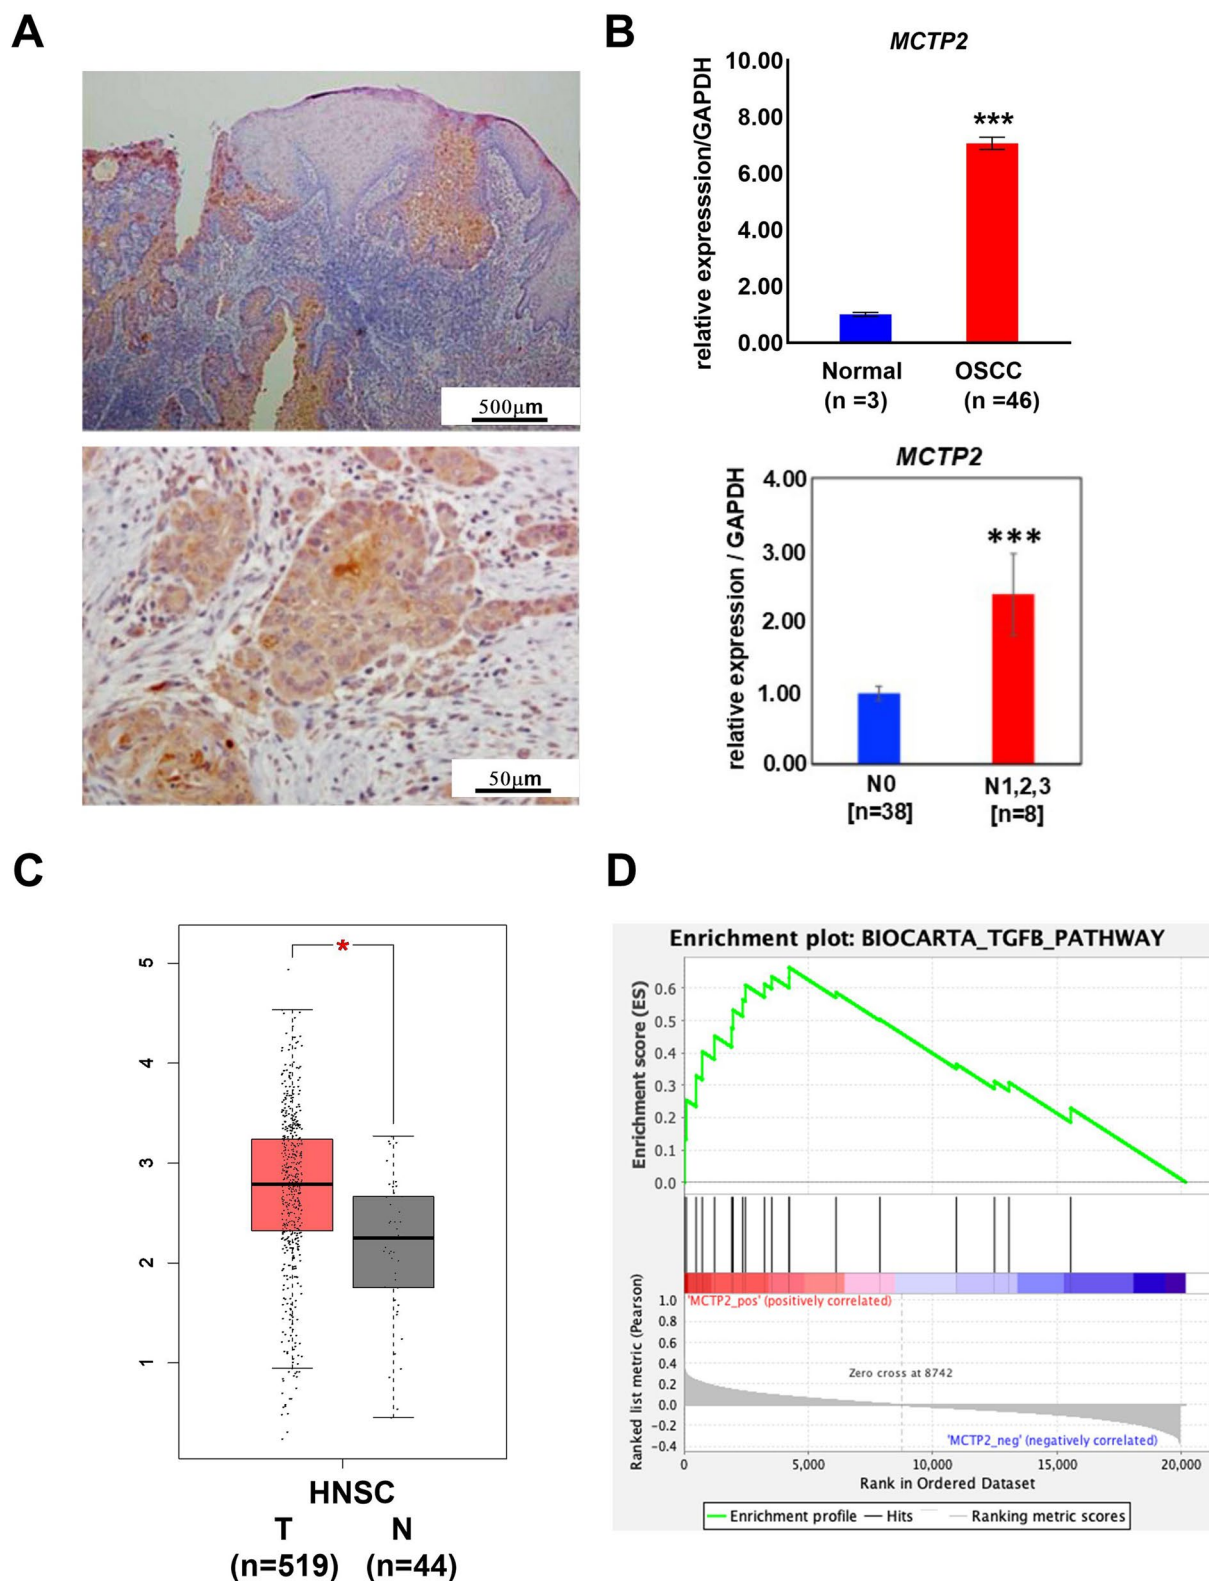 A
500µm
50µm
B
MCTP2
relative expresssion/GAPDH
10.00
8.00
6.00
4.00
2.00
0.00
***
Normal
(n =3)
OSCC
(n =46)
MCTP2
relative expression / GAPDH
4.00
3.00
2.00
1.00
0.00
***
N0
[n=38]
N1,2,3
[n=8]
C
*
5
4
3
2
1
HNSC
T N
(n=519) (n=44)
D
Enrichment plot: BIOCARTA_TGFB_PATHWAY
Enrichment score (ES)
0.6
0.5
0.4
0.3
0.2
0.1
0.0
Ranked list metric (Pearson)
1.0
0.8
0.6
0.4
0.2
0.0
-0.2
-0.4
'MCTP2_pos' (positively correlated)
Zero cross at 8742
'MCTP2_neg' (negatively correlated)
0 5,000 10,000 15,000 20,000
Rank in Ordered Dataset
Enrichment profile Hits Ranking metric scores